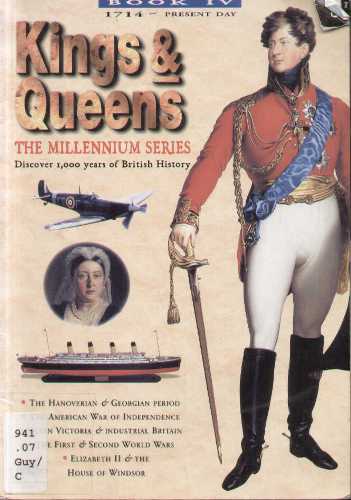 BOOK IV
1714 - PRESENT DAY
Kings &
Queens
THE MILLENNIUM SERIES
Discover 1,000 years of British History
• THE HANOVERIAN & GEORGIAN PERIOD
AMERICAN WAR OF INDEPENDENCE
VICTORIA & INDUSTRIAL BRITAIN
FIRST & SECOND WORLD WARS
• ELIZABETH II & THE
HOUSE OF WINDSOR
941
.07
Guy/
C